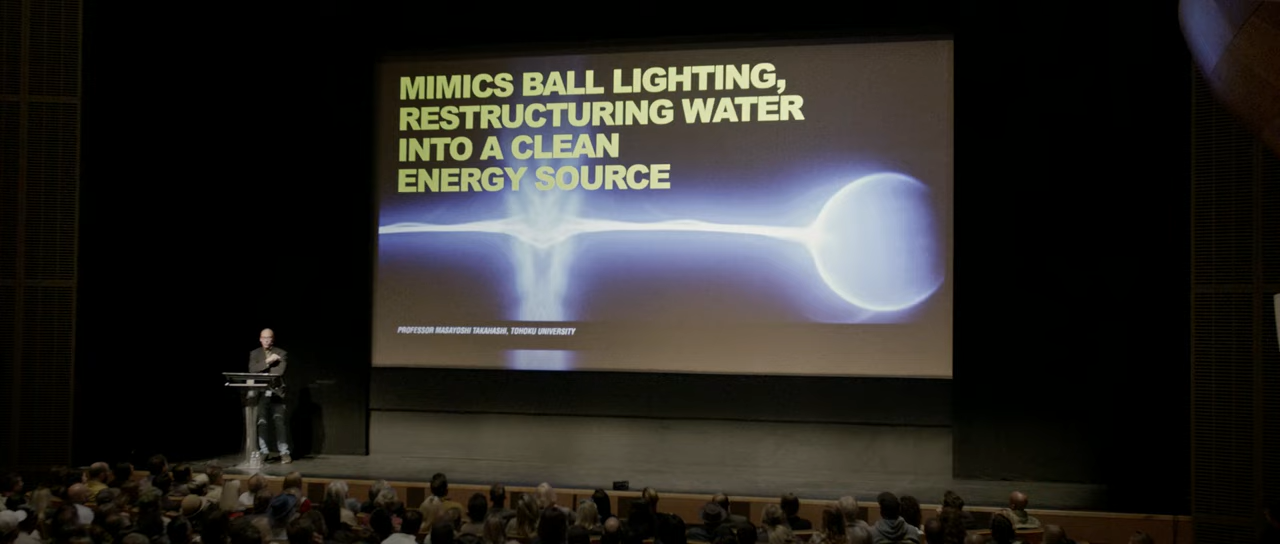 MIMICS BALL LIGHTING,
RESTRUCTURING WATER
INTO A CLEAN
ENERGY SOURCE
PROFESSOR MASAYOSHI TAKAHASHI, TOHOKU UNIVERSITY